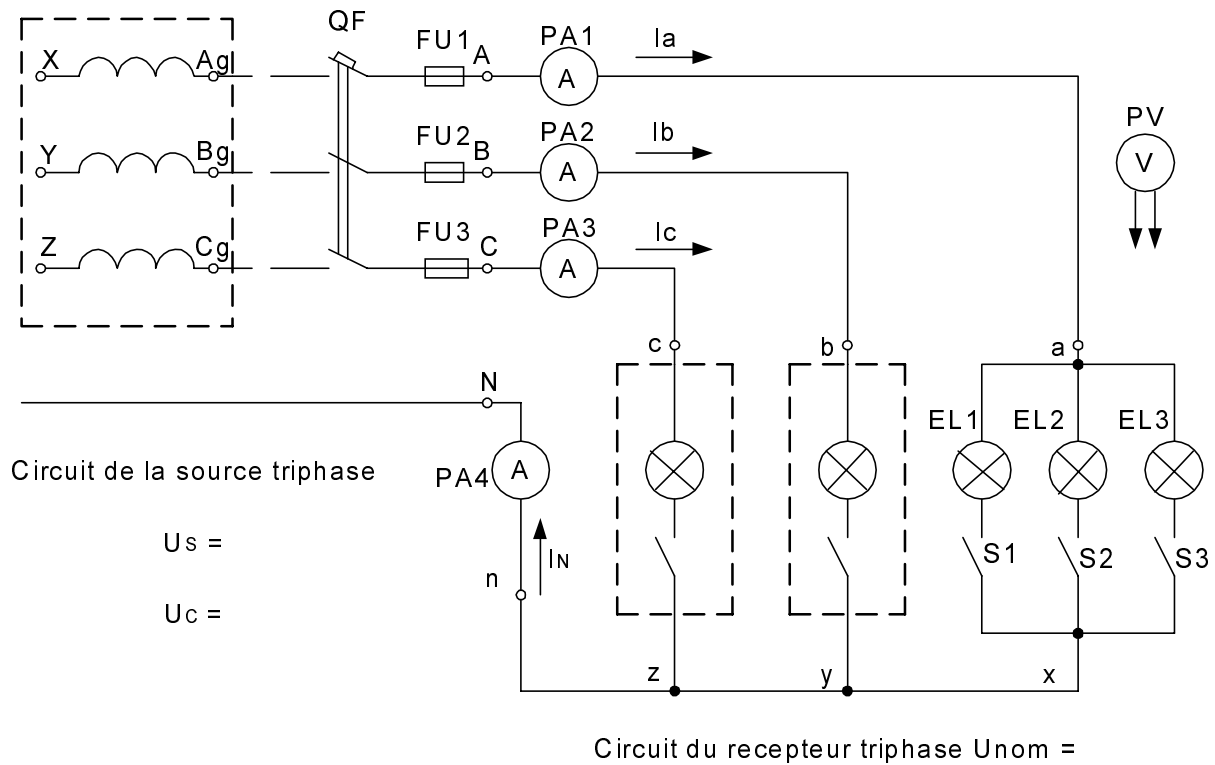 QF
FU1
A
PA1
A
Ia
X
Ag
FU2
B
PA2
A
Ib
Y
Bg
FU3
C
PA3
A
Ic
Z
Cg
PV
V
c
b
a
N
EL1
EL2
EL3
Circuit de la source triphase
PA4
A
US =
IN
S1
S2
S3
n
UC =
z
y
x
Circuit du recepteur triphase Unom =